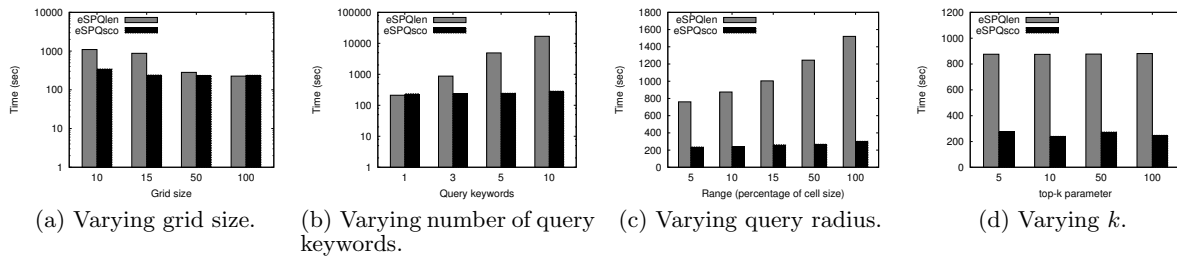 10000
1000
100
10
1
Time (sec)
eSPQlen
eSPQsco
10 15 50 100
Grid size
(a) Varying grid size.
100000
10000
1000
100
10
1
Time (sec)
eSPQlen
eSPQsco
1 3 5 10
Query keywords
(b) Varying number of query
keywords.
1800
1600
1400
1200
1000
800
600
400
200
0
Time (sec)
eSPQlen
eSPQsco
5 10 15 50 100
Range (percentage of cell size)
(c) Varying query radius.
1200
1000
800
600
400
200
0
Time (sec)
eSPQlen
eSPQsco
5 10 50 100
top-k parameter
(d) Varying k.